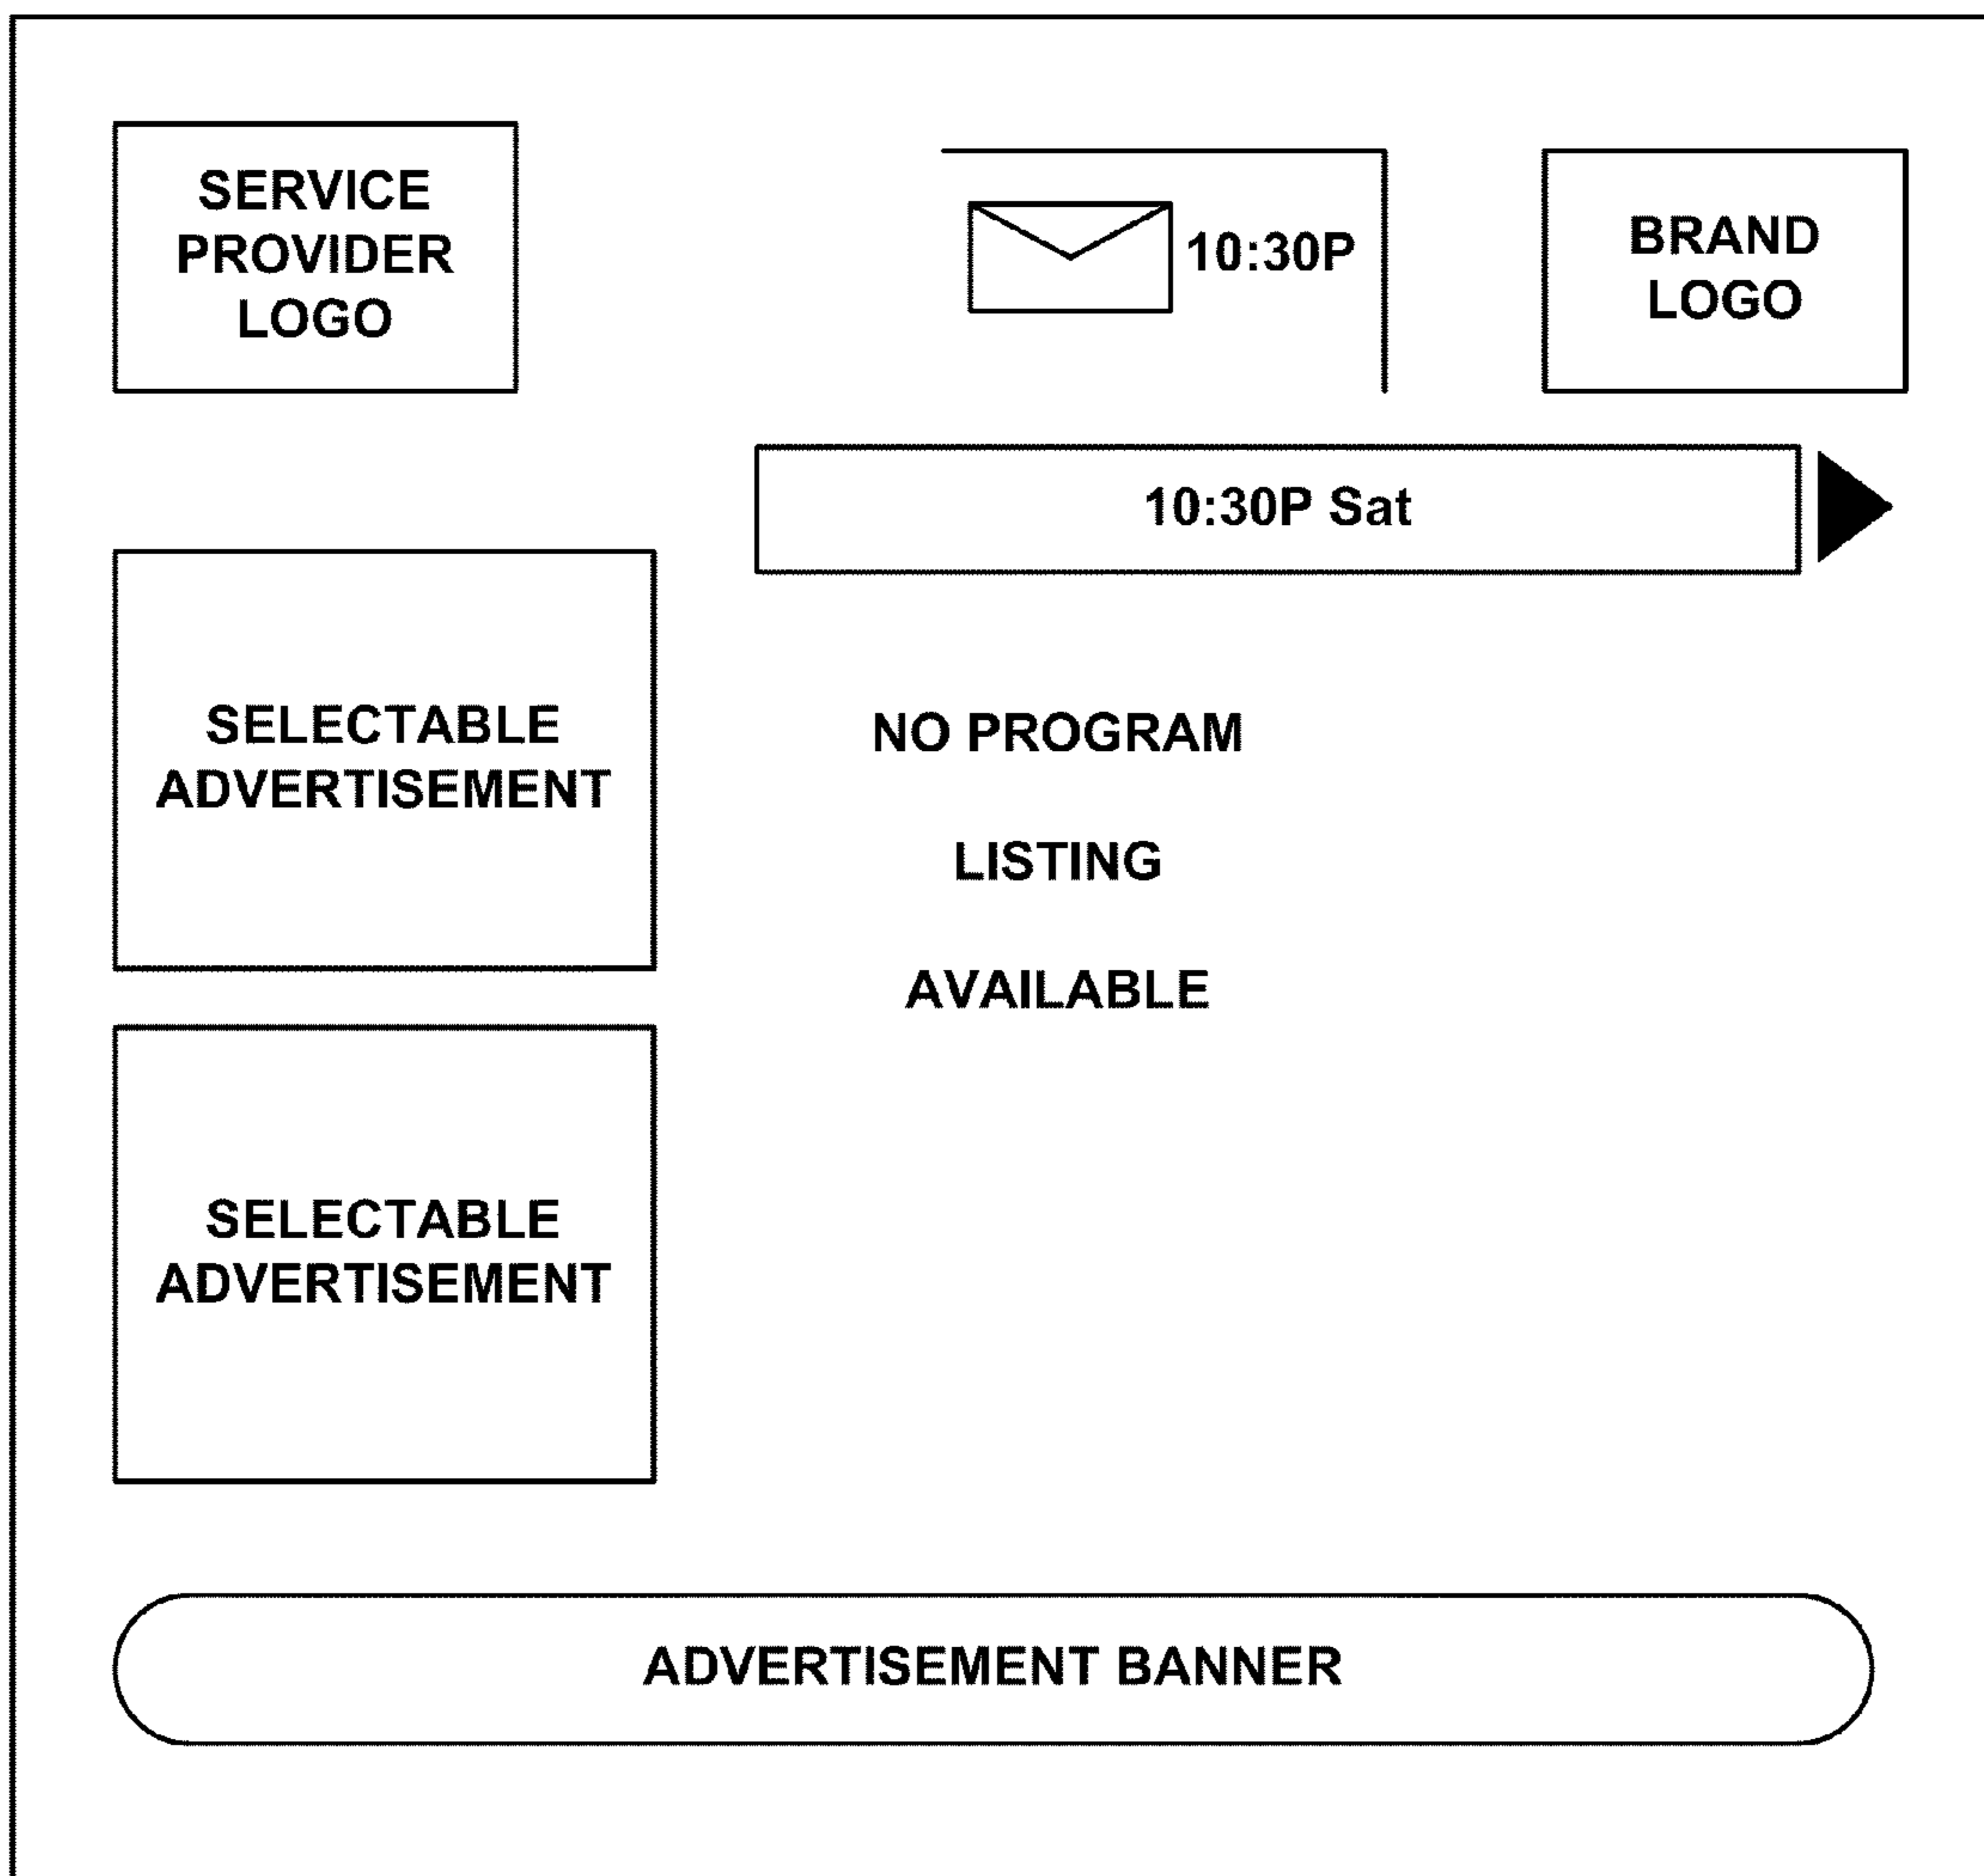 SERVICE
PROVIDER
LOGO
10:30P
BRAND
LOGO
10:30P Sat
SELECTABLE
ADVERTISEMENT
NO PROGRAM
LISTING
AVAILABLE
SELECTABLE
ADVERTISEMENT
ADVERTISEMENT BANNER